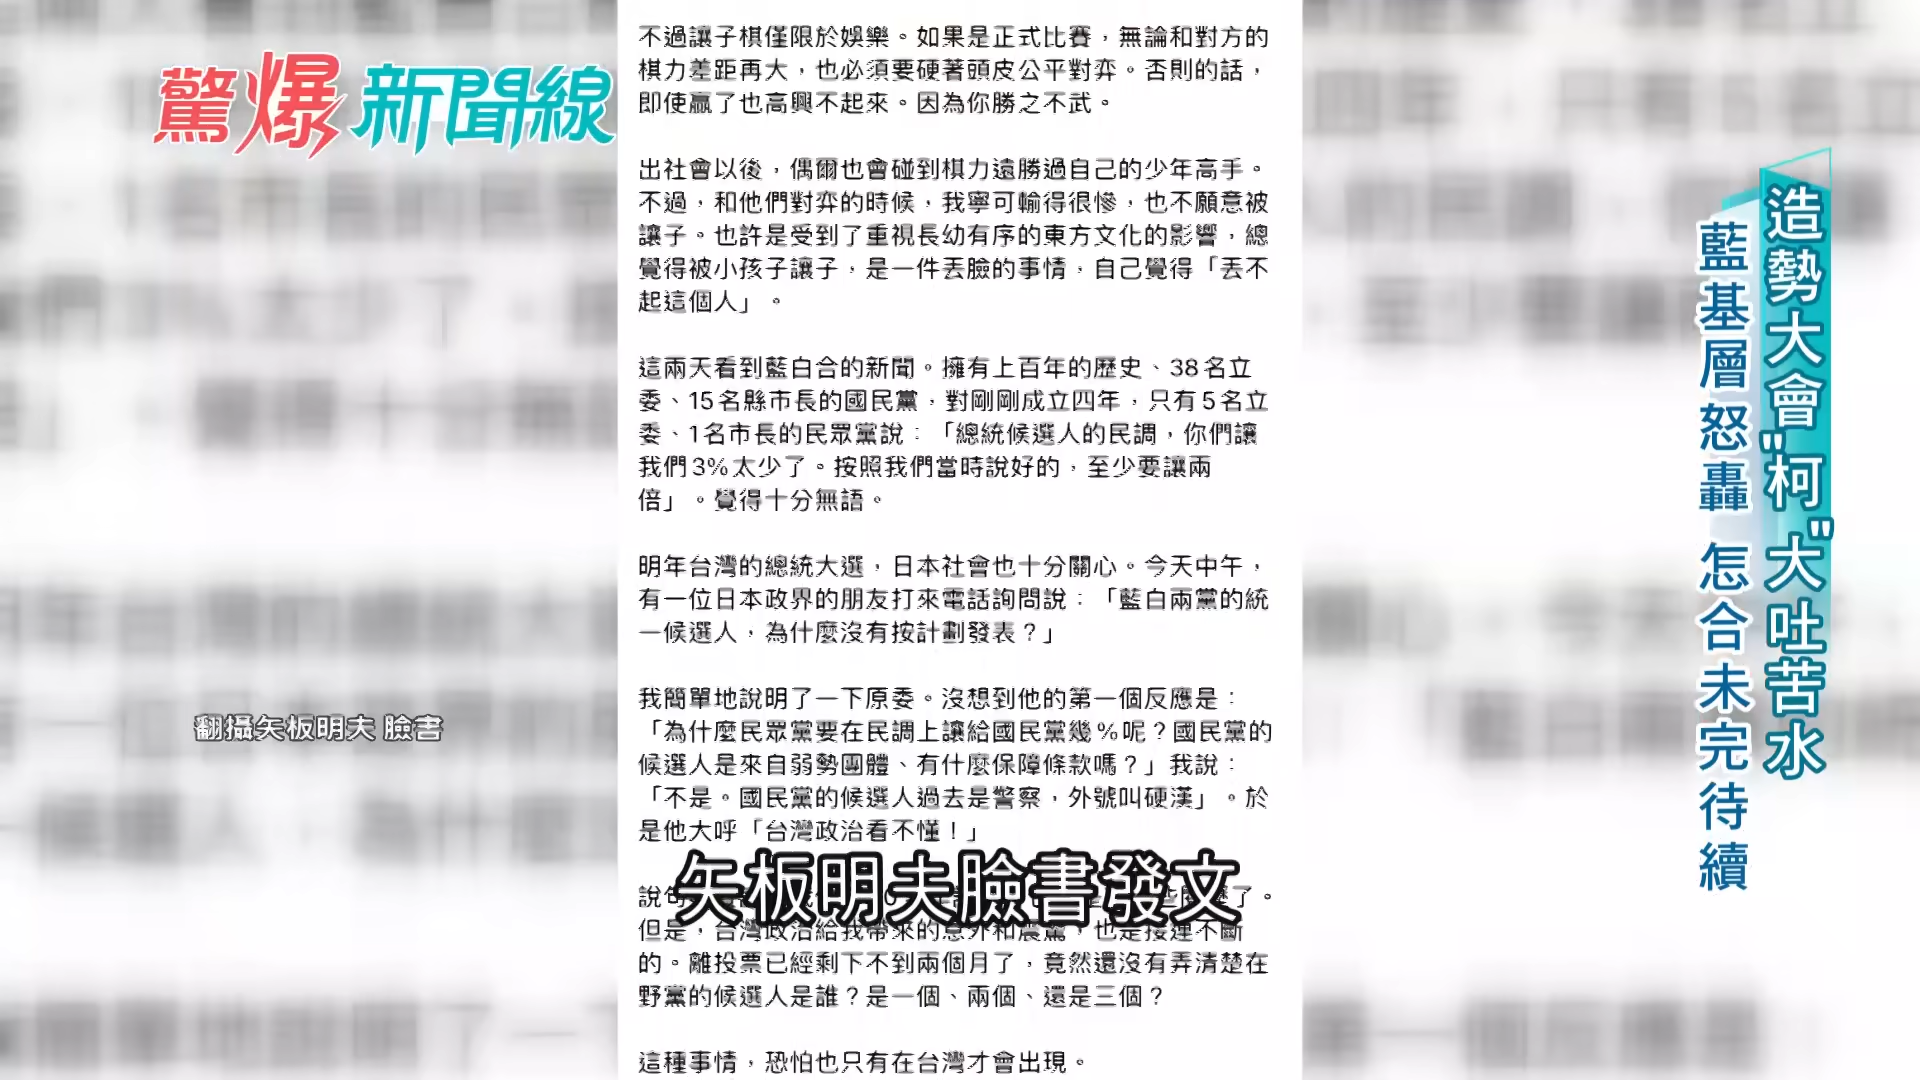 驚爆新聞線
不過讓子棋僅限於娛樂。如果是正式比賽，無論和對方的
棋力差距再大，也必須要硬著頭皮公平對弈。否則的話，
即使贏了也高興不起來。因為你勝之不武。
出社會以後，偶爾也會碰到棋力遠勝過自己的少年高手。
不過，和他們對弈的時候，我寧可輸得很慘，也不願意被
讓子。也許是受到了重視長幼有序的東方文化的影響，總
覺得被小孩子讓子，是一件丟臉的事情，自己覺得「丟不
起這個人」。
這兩天看到藍白合的新聞。擁有上百年的歷史、38名立
委、15名縣市長的國民黨，對剛剛成立四年，只有5名立
委、1名市長的民眾黨說：「總統候選人的民調，你們讓
我們3%太少了。按照我們當時說好的，至少要讓兩
倍」。覺得十分無語。
明年台灣的總統大選，日本社會也十分關心。今天中午，
有一位日本政界的朋友打來電話詢問說：「藍白兩黨的統
一候選人，為什麼沒有按計劃發表？」
我簡單地說明了一下原委。沒想到他的第一個反應是：
「為什麼民眾黨要在民調上讓給國民黨幾%呢？國民黨的
候選人是來自弱勢團體、有什麼保障條款嗎？」我說：
「不是。國民黨的候選人過去是警察，外號叫硬漢」。於
是他大呼「台灣政治看不懂！」
說句
了。
但是，台灣政治給我帶來的意外和震驚，也是接連不斷
的。離投票已經剩下不到兩個月了，竟然還沒有弄清楚在
野黨的候選人是誰？是一個、兩個、還是三個？
這種事情，恐怕也只有在台灣才會出現。
矢板明夫臉書發文
翻攝矢板明夫 臉書
造勢大會"柯"大吐苦水
藍基層怒轟 怎合未完待續